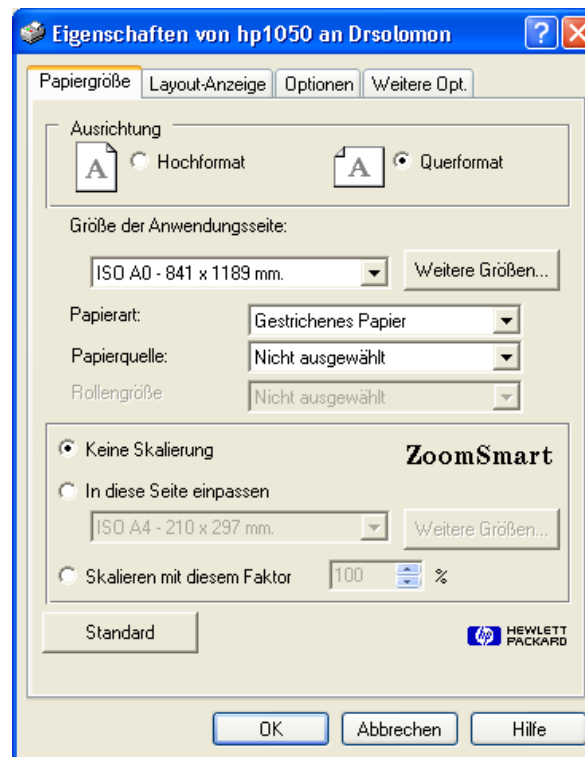 Eigenschaften von hp1050 an Drsolomon
Papiergröße Layout-Anzeige Optionen Weitere Opt.
Ausrichtung
A Hochformat A Querformat
Größe der Anwendungsseite:
ISO A0 - 841 x 1189 mm. Weitere Größen...
Papierart: Gestrichenes Papier
Papierquelle: Nicht ausgewählt
Rollengröße Nicht ausgewählt
Keine Skalierung ZoomSmart
In diese Seite einpassen
ISO A4 - 210 x 297 mm. Weitere Größen...
Skalieren mit diesem Faktor 100 %
Standard hp HEWLETT
PACKARD
OK Abbrechen Hilfe